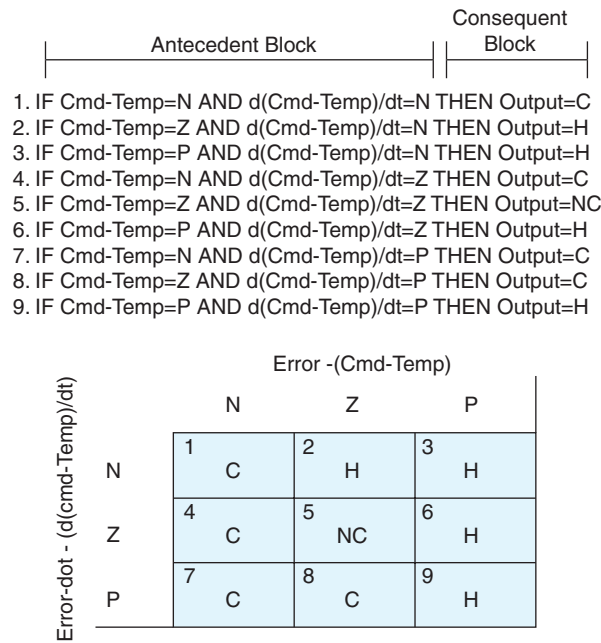 Antecedent Block
Consequent
Block
1. IF Cmd-Temp=N AND d(Cmd-Temp)/dt=N THEN Output=C
2. IF Cmd-Temp=Z AND d(Cmd-Temp)/dt=N THEN Output=H
3. IF Cmd-Temp=P AND d(Cmd-Temp)/dt=N THEN Output=H
4. IF Cmd-Temp=N AND d(Cmd-Temp)/dt=Z THEN Output=C
5. IF Cmd-Temp=Z AND d(Cmd-Temp)/dt=Z THEN Output=NC
6. IF Cmd-Temp=P AND d(Cmd-Temp)/dt=Z THEN Output=H
7. IF Cmd-Temp=N AND d(Cmd-Temp)/dt=P THEN Output=C
8. IF Cmd-Temp=Z AND d(Cmd-Temp)/dt=P THEN Output=C
9. IF Cmd-Temp=P AND d(Cmd-Temp)/dt=P THEN Output=H
Error -(Cmd-Temp)
N Z P
Error-dot - (d(cmd-Temp)/dt)
1 2 3
N C H H
4 5 6
Z C NC H
7 8 9
P C C H